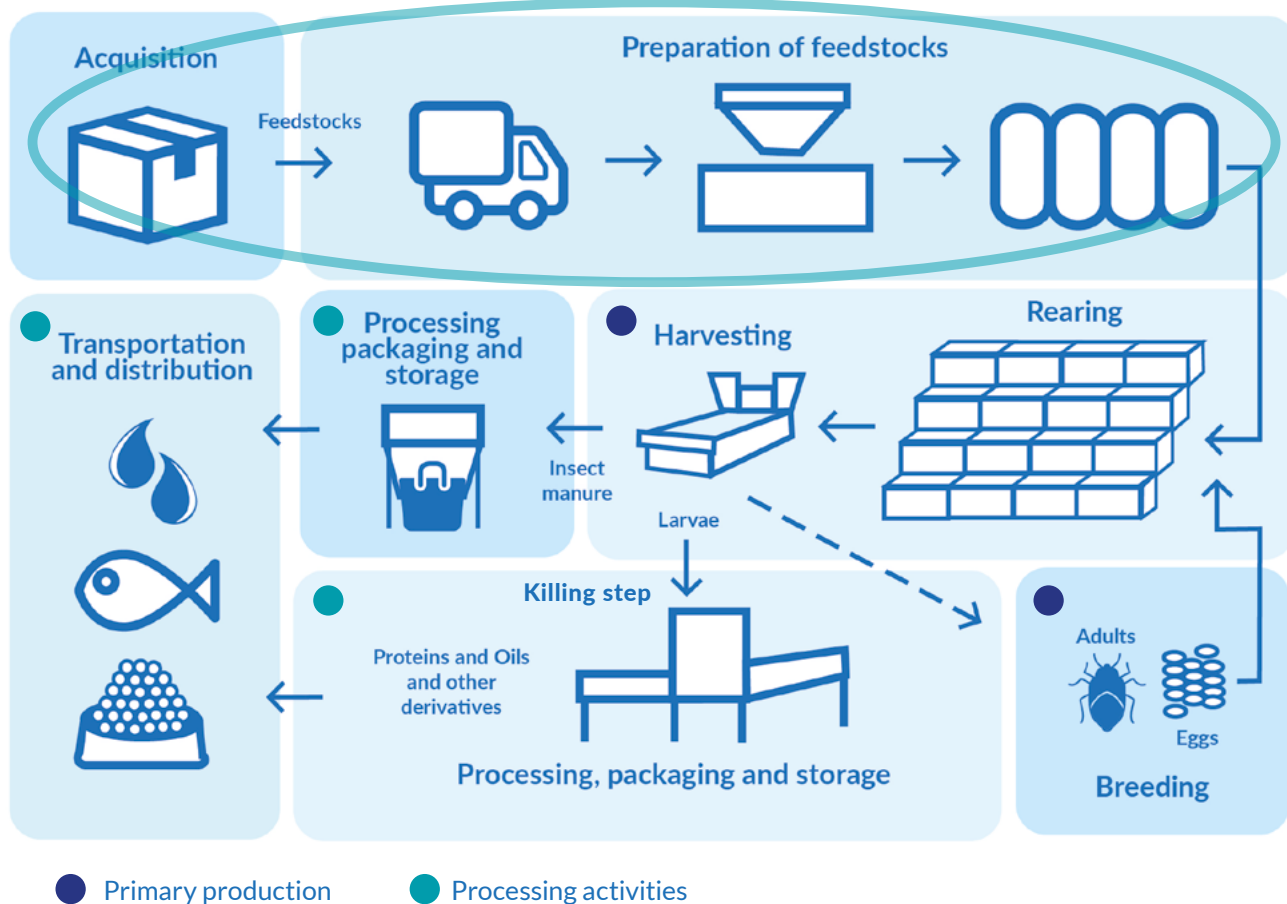 Acquisition
Feedstocks
Preparation of feedstocks
Transportation
and distribution
Processing
packaging and
storage
Harvesting
Rearing
Insect
manure
Larvae
Killing step
Proteins and Oils
and other
derivatives
Processing, packaging and storage
Adults
Eggs
Breeding
Primary production
Processing activities